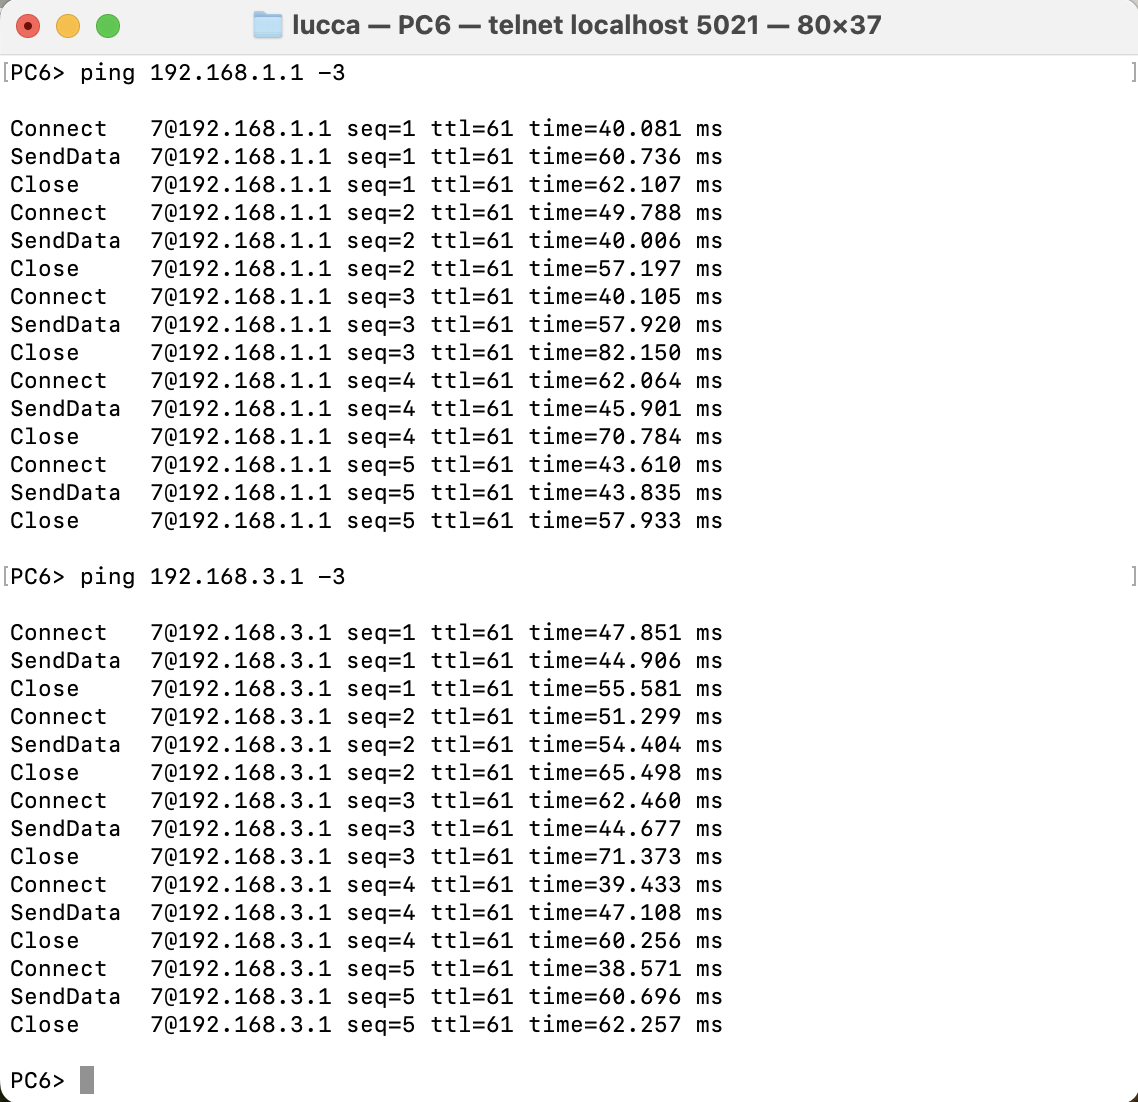 lucca — PC6 — telnet localhost 5021 — 80×37
[PC6> ping 192.168.1.1 -3 ]
Connect 7@192.168.1.1 seq=1 ttl=61 time=40.081 ms
SendData 7@192.168.1.1 seq=1 ttl=61 time=60.736 ms
Close 7@192.168.1.1 seq=1 ttl=61 time=62.107 ms
Connect 7@192.168.1.1 seq=2 ttl=61 time=49.788 ms
SendData 7@192.168.1.1 seq=2 ttl=61 time=40.006 ms
Close 7@192.168.1.1 seq=2 ttl=61 time=57.197 ms
Connect 7@192.168.1.1 seq=3 ttl=61 time=40.105 ms
SendData 7@192.168.1.1 seq=3 ttl=61 time=57.920 ms
Close 7@192.168.1.1 seq=3 ttl=61 time=82.150 ms
Connect 7@192.168.1.1 seq=4 ttl=61 time=62.064 ms
SendData 7@192.168.1.1 seq=4 ttl=61 time=45.901 ms
Close 7@192.168.1.1 seq=4 ttl=61 time=70.784 ms
Connect 7@192.168.1.1 seq=5 ttl=61 time=43.610 ms
SendData 7@192.168.1.1 seq=5 ttl=61 time=43.835 ms
Close 7@192.168.1.1 seq=5 ttl=61 time=57.933 ms
[PC6> ping 192.168.3.1 -3 ]
Connect 7@192.168.3.1 seq=1 ttl=61 time=47.851 ms
SendData 7@192.168.3.1 seq=1 ttl=61 time=44.906 ms
Close 7@192.168.3.1 seq=1 ttl=61 time=55.581 ms
Connect 7@192.168.3.1 seq=2 ttl=61 time=51.299 ms
SendData 7@192.168.3.1 seq=2 ttl=61 time=54.404 ms
Close 7@192.168.3.1 seq=2 ttl=61 time=65.498 ms
Connect 7@192.168.3.1 seq=3 ttl=61 time=62.460 ms
SendData 7@192.168.3.1 seq=3 ttl=61 time=44.677 ms
Close 7@192.168.3.1 seq=3 ttl=61 time=71.373 ms
Connect 7@192.168.3.1 seq=4 ttl=61 time=39.433 ms
SendData 7@192.168.3.1 seq=4 ttl=61 time=47.108 ms
Close 7@192.168.3.1 seq=4 ttl=61 time=60.256 ms
Connect 7@192.168.3.1 seq=5 ttl=61 time=38.571 ms
SendData 7@192.168.3.1 seq=5 ttl=61 time=60.696 ms
Close 7@192.168.3.1 seq=5 ttl=61 time=62.257 ms
PC6>